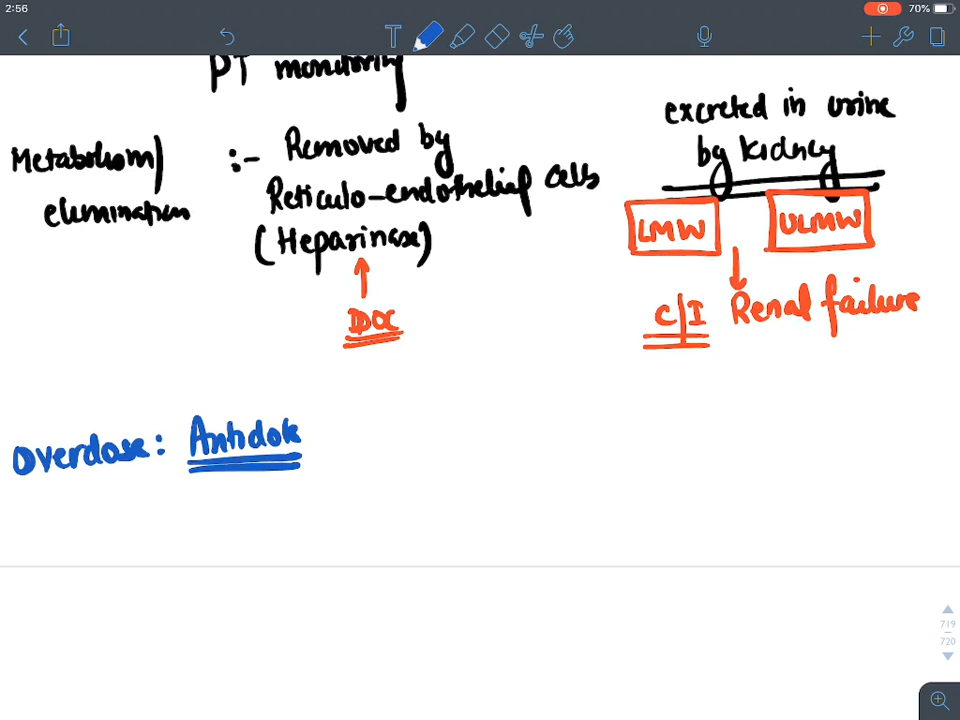 2:56
70%
T
PT monitoring
Metabolism/ elimination :- Removed by
Reticulo-endothelial cells
(Heparinase)
DOC
excreted in urine
by kidney
LMW ULMW
C/I Renal failure
Overdose: Antidote
719
720